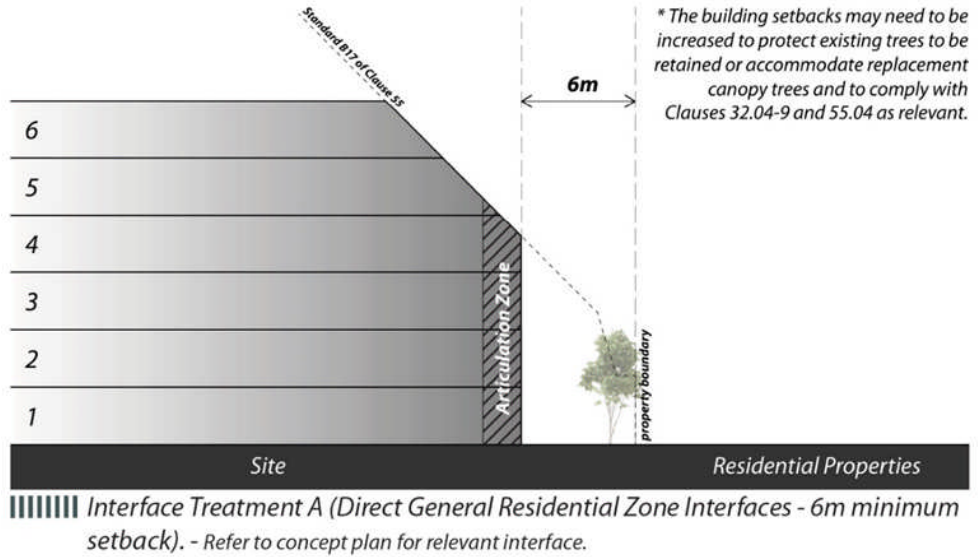 Standard B17 of Clause 55
* The building setbacks may need to be
increased to protect existing trees to be
retained or accommodate replacement
canopy trees and to comply with
Clauses 32.04-9 and 55.04 as relevant.
6m
6
5
4
3
2
1
Articulation Zone
property boundary
Site
Residential Properties
Interface Treatment A (Direct General Residential Zone Interfaces - 6m minimum
setback). - Refer to concept plan for relevant interface.